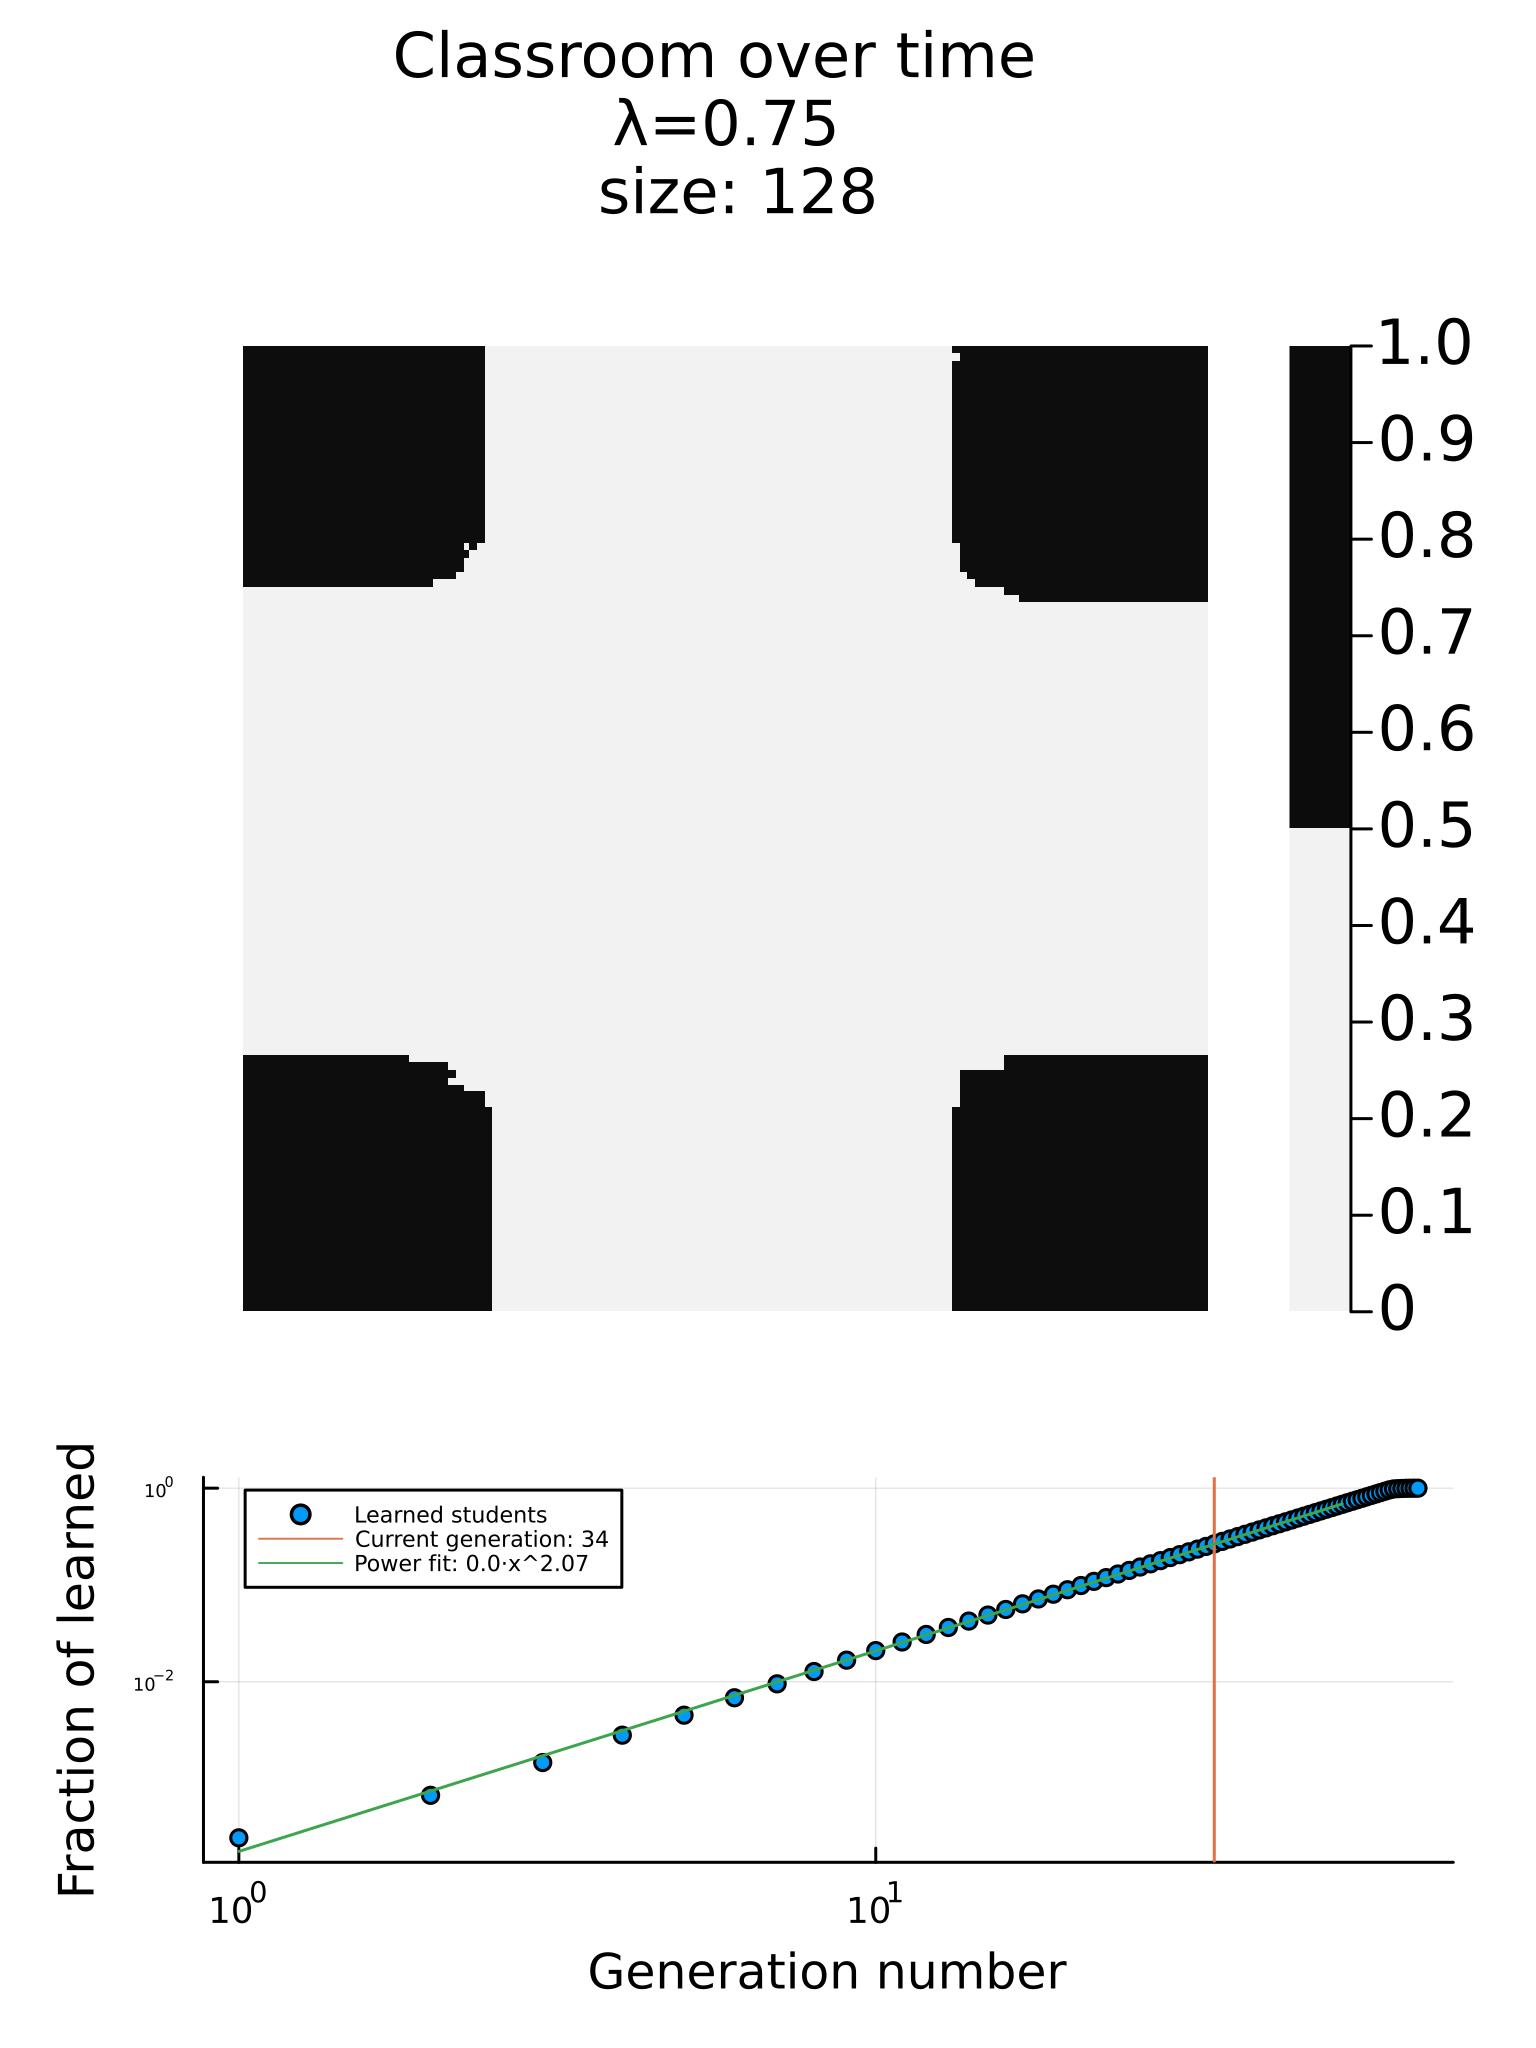 Classroom over time
λ=0.75
size: 128
1.0
0.9
0.8
0.7
0.6
0.5
0.4
0.3
0.2
0.1
0
Fraction of learned
10^0
10^−2
Learned students
Current generation: 34
Power fit: 0.0·x^2.07
10^0
10^1
Generation number